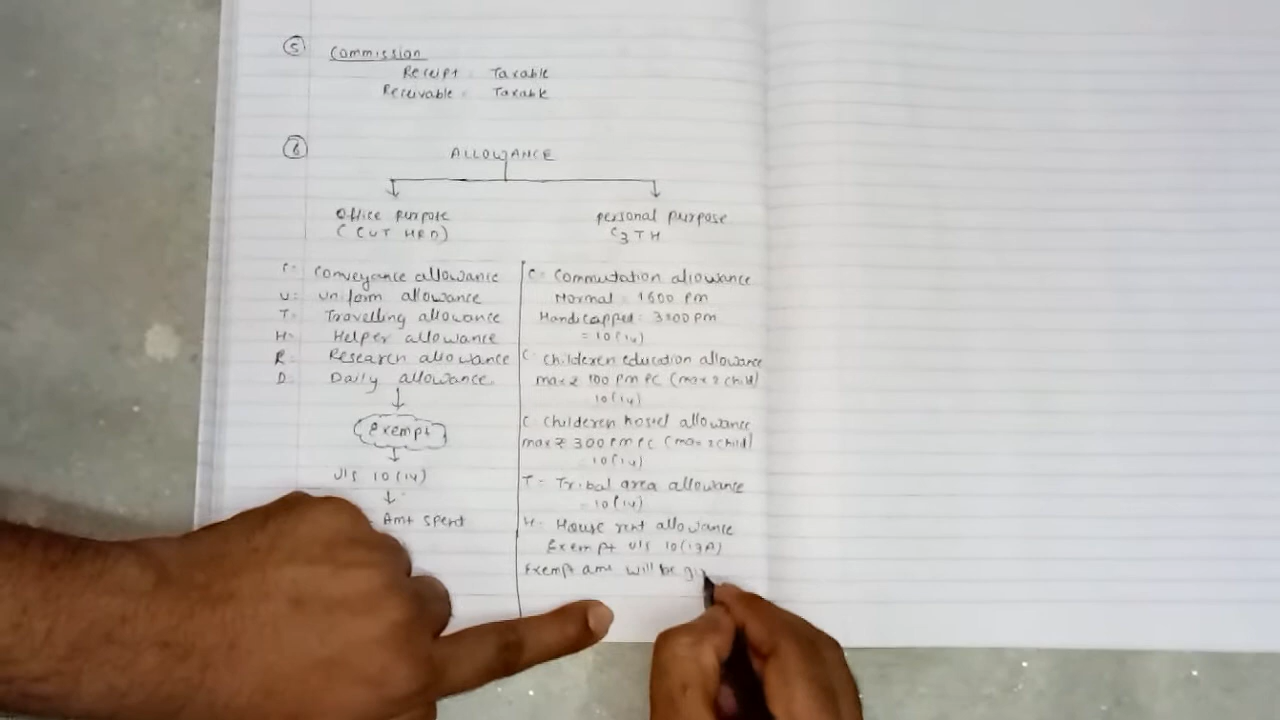 5 Commission
Receipt : Taxable
Receivable : Taxable
6 ALLOWANCE
Office purpose
(CUT HRD)
C: Conveyance allowance
U: uniform allowance
T: Travelling allowance
H: Helper allowance
R: Research allowance
D: Daily allowance
Exempt
U/S 10(14)
Amt spent
Personal purpose
C3TH
C: Commutation allowance
Normal : 1600 pm
Handicapped: 3200 pm
= 10(14)
C: childeren education allowance
max ₹ 100 pm PC (max 2 child)
10(14)
C: childeren hostel allowance
max ₹ 300 pm PC (max 2 child)
= 10(14)
T: Tribal area allowance
= 10(14)
H: House rent allowance
Exempt U/S 10(13A)
Exempt amt will be